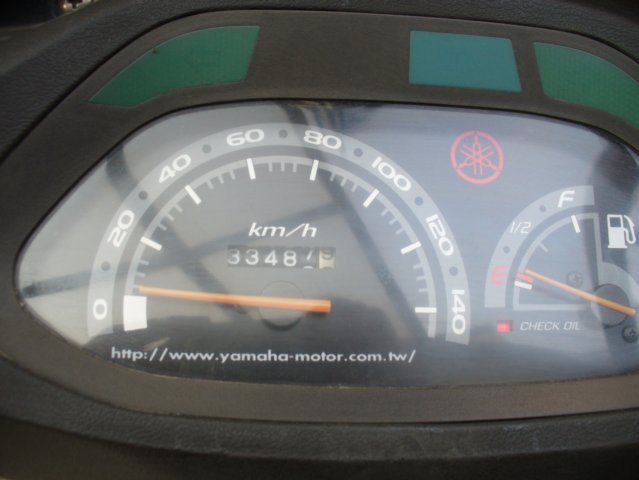 0 20 40 60 80 100 120 140
km/h
3348
F
1/2
E
CHECK OIL
http://www.yamaha-motor.com.tw/